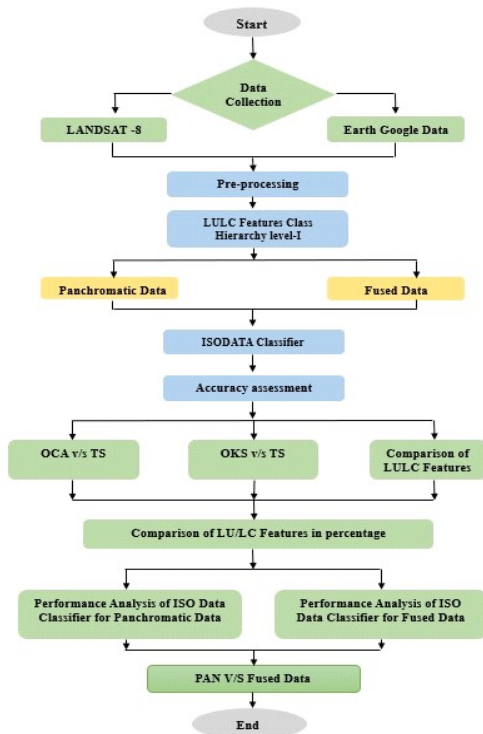 Start
Data
Collection
LANDSAT -8
Earth Google Data
Pre-processing
LULC Features Class
Hierarchy level-I
Panchromatic Data
Fused Data
ISODATA Classifier
Accuracy assessment
OCA v/s TS
OKS v/s TS
Comparison of
LULC Features
Comparison of LU/LC Features in percentage
Performance Analysis of ISO Data
Classifier for Panchromatic Data
Performance Analysis of ISO
Data Classifier for Fused Data
PAN V/S Fused Data
End